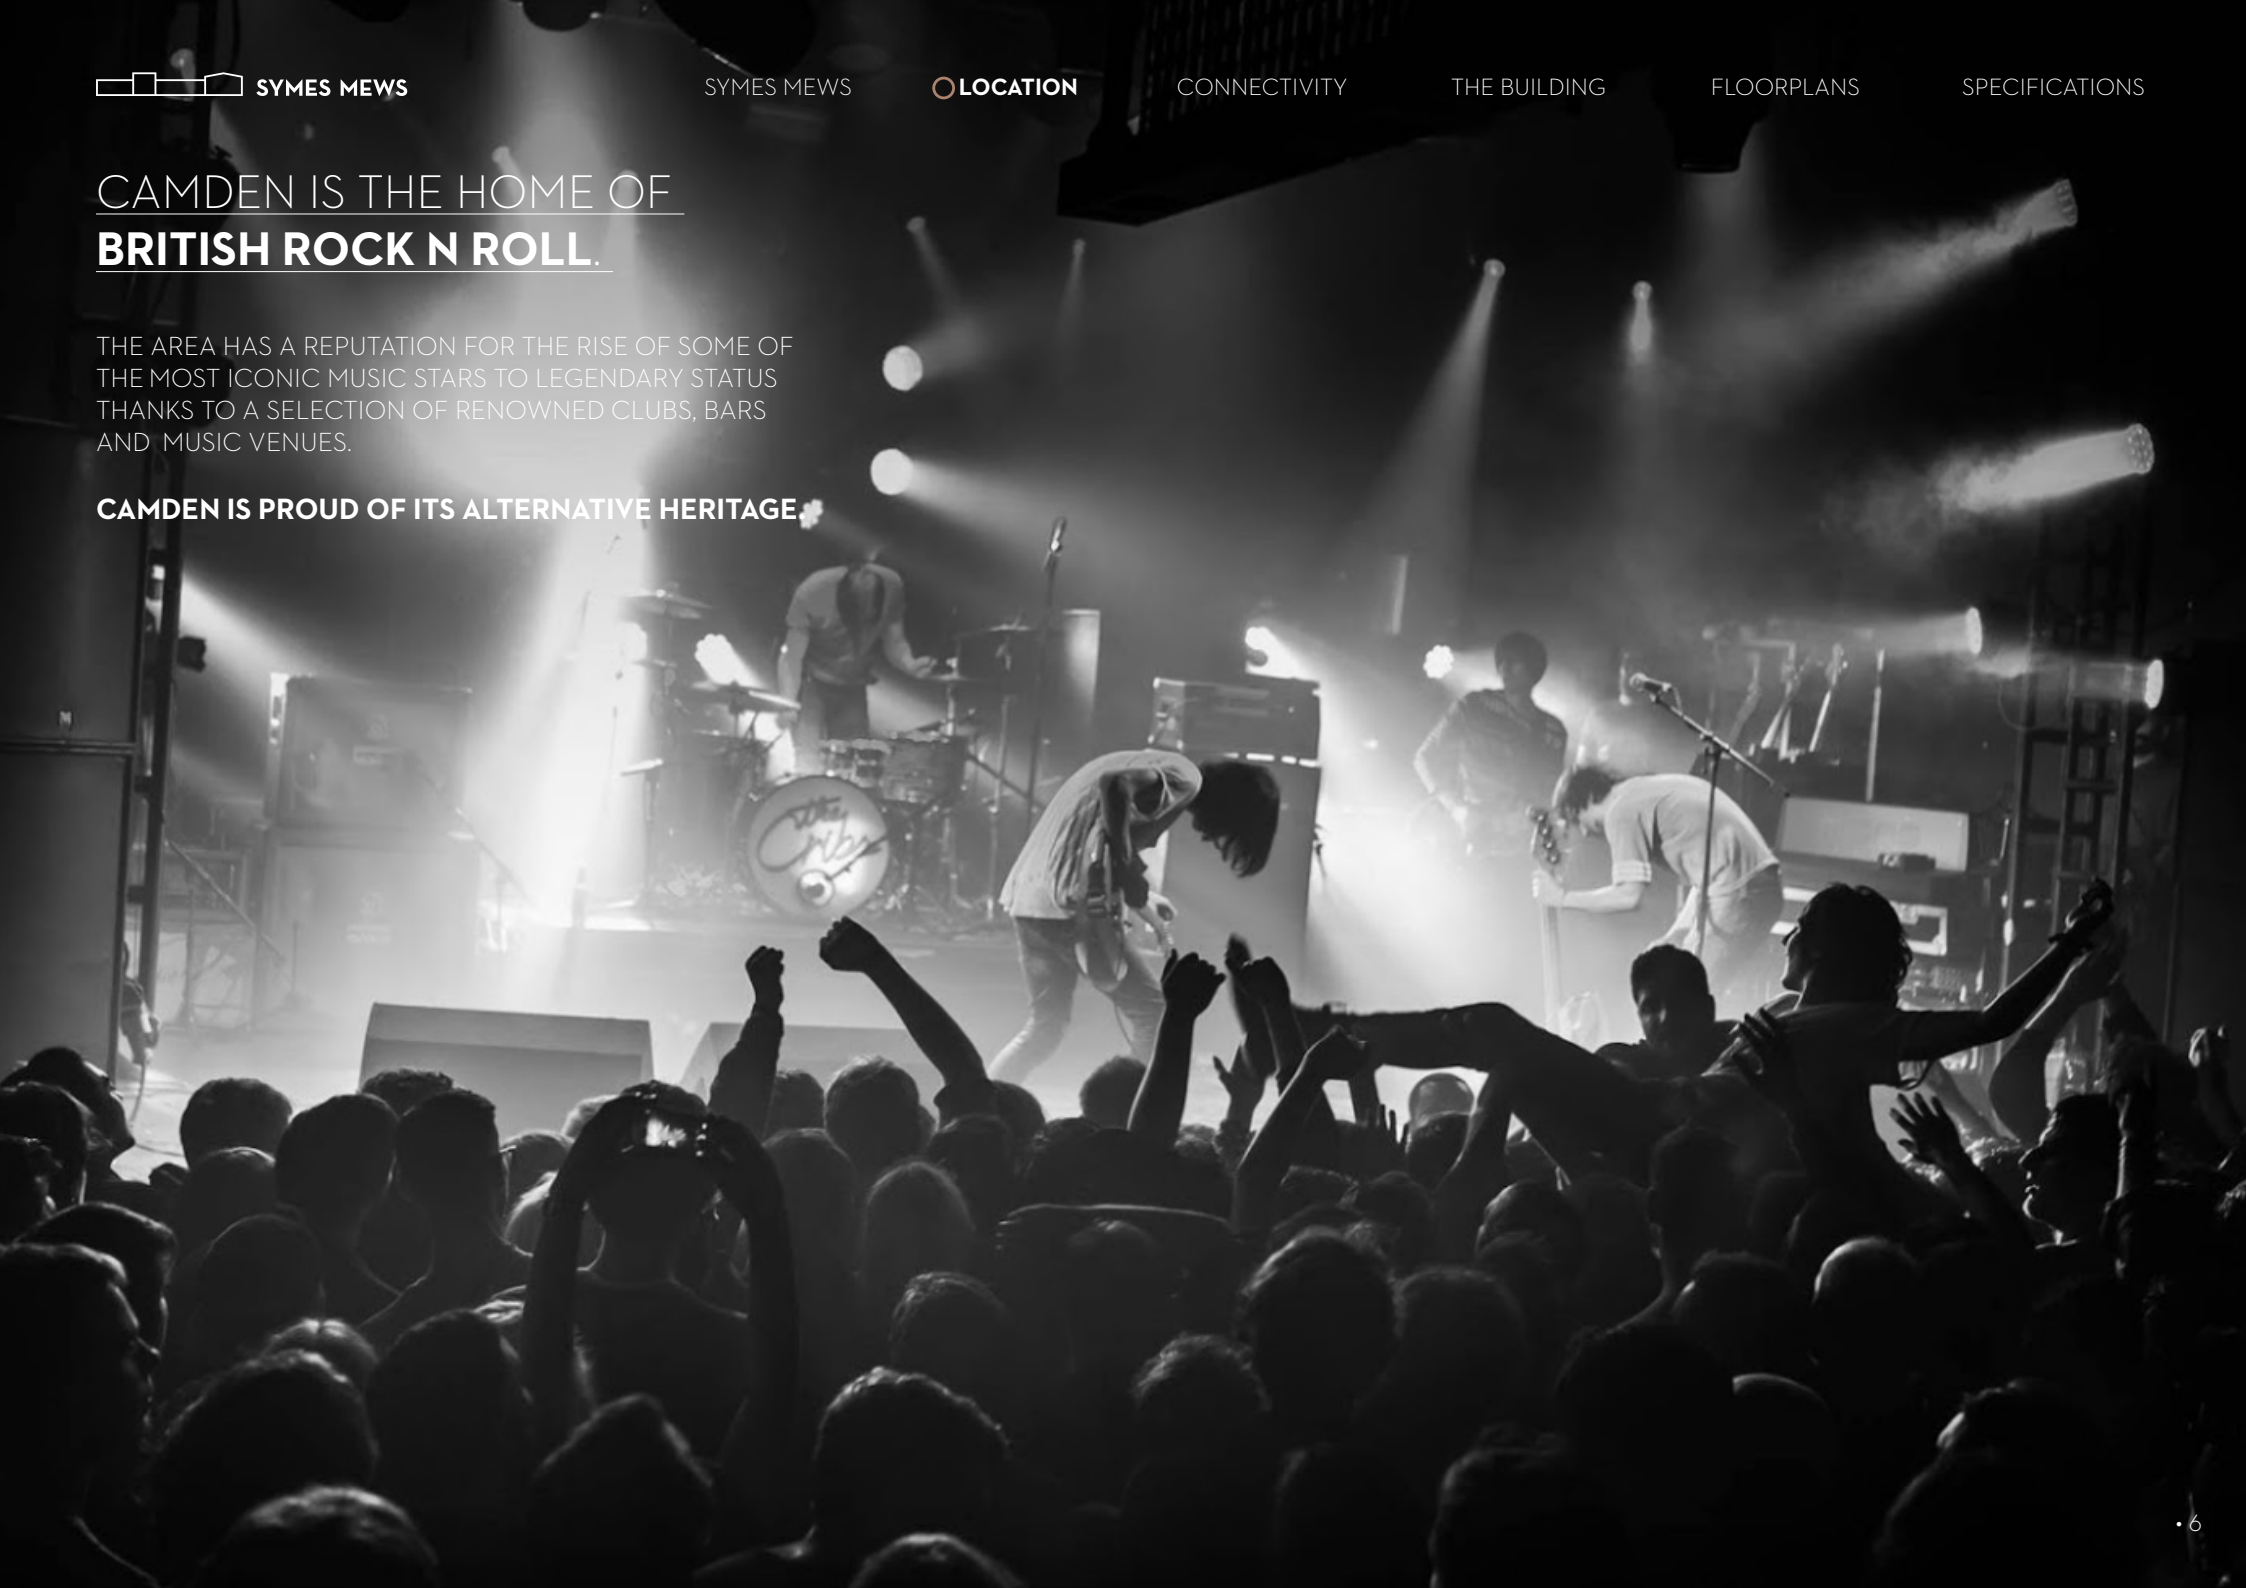 SYMES MEWS
SYMES MEWS
LOCATION
CONNECTIVITY
THE BUILDING
FLOORPLANS
SPECIFICATIONS
CAMDEN IS THE HOME OF
BRITISH ROCK N ROLL.
THE AREA HAS A REPUTATION FOR THE RISE OF SOME OF
THE MOST ICONIC MUSIC STARS TO LEGENDARY STATUS
THANKS TO A SELECTION OF RENOWNED CLUBS, BARS
AND MUSIC VENUES.
CAMDEN IS PROUD OF ITS ALTERNATIVE HERITAGE.
the
Cribs
• 6